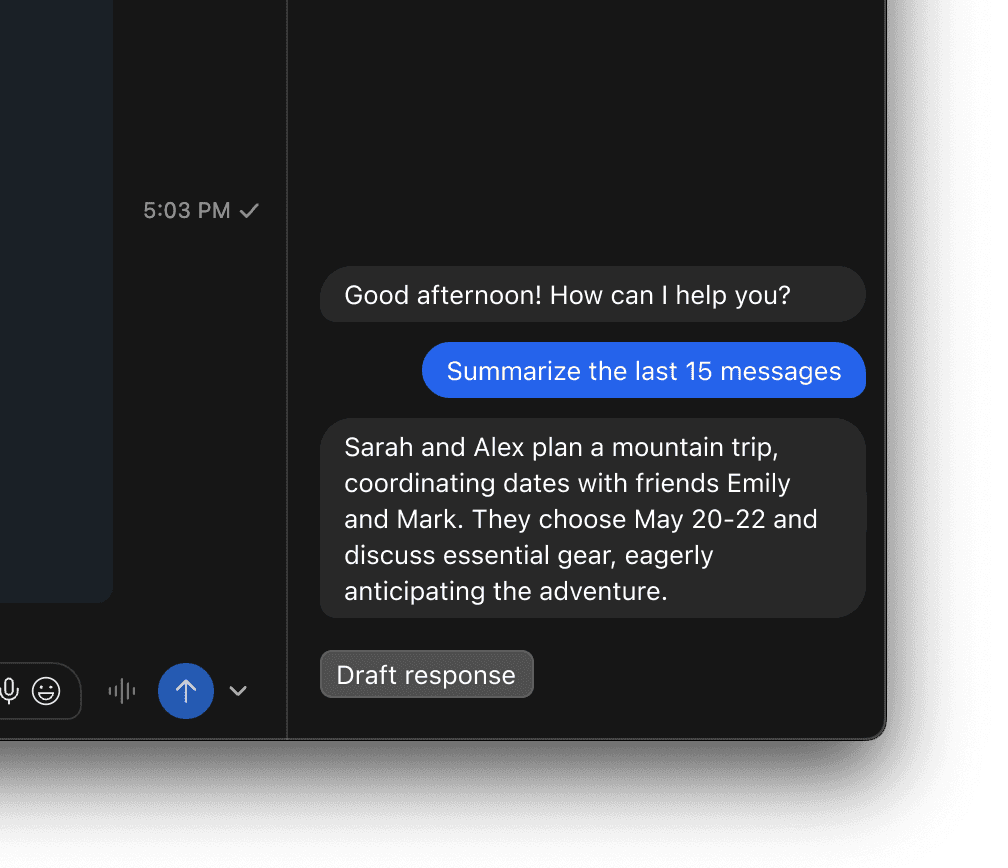 5:03 PM
Good afternoon! How can I help you?
Summarize the last 15 messages
Sarah and Alex plan a mountain trip,
coordinating dates with friends Emily
and Mark. They choose May 20-22 and
discuss essential gear, eagerly
anticipating the adventure.
Draft response